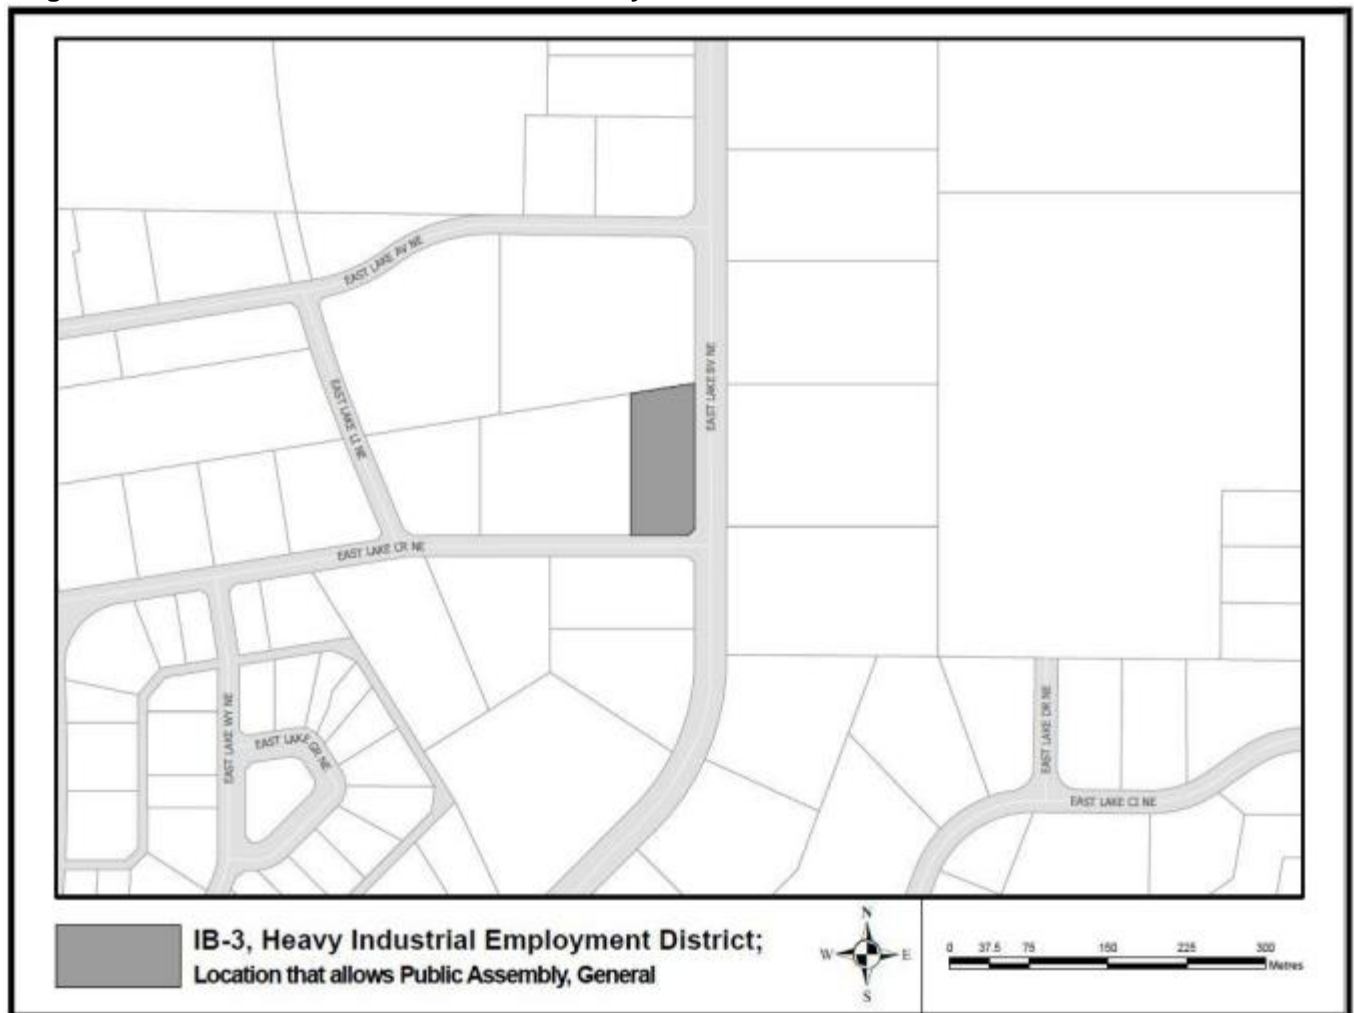 EAST LAKE AV NE
EAST LAKE BV NE
EAST LAKE LI NE
EAST LAKE CR NE
EAST LAKE WY NE
EAST LAKE GR NE
EAST LAKE DR NE
EAST LAKE CI NE
IB-3, Heavy Industrial Employment District;
Location that allows Public Assembly, General
N
W E
S
0 37.5 75 150 225 300
Metres